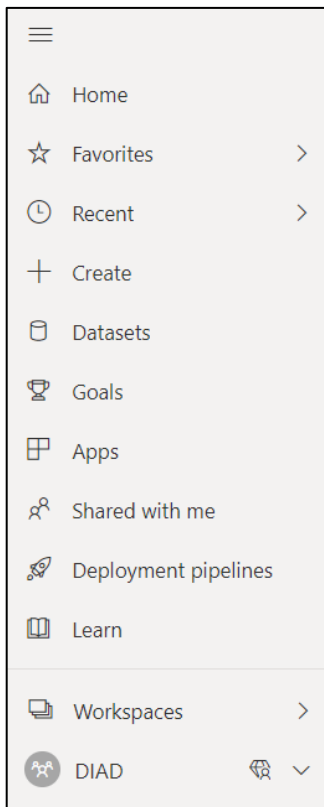 Home
Favorites
Recent
Create
Datasets
Goals
Apps
Shared with me
Deployment pipelines
Learn
Workspaces
DIAD